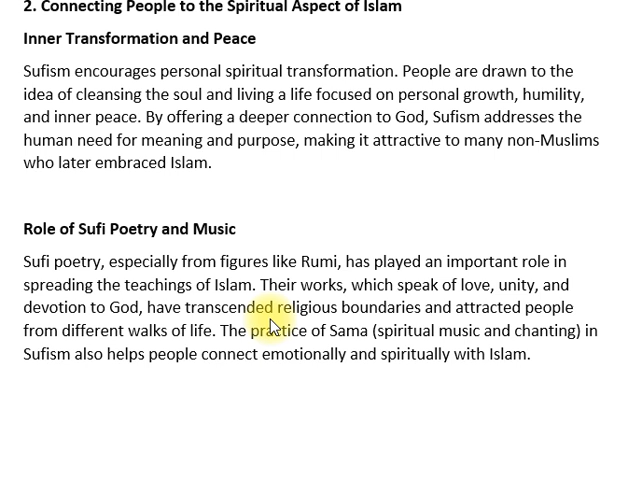 2. Connecting People to the Spiritual Aspect of Islam
Inner Transformation and Peace
Sufism encourages personal spiritual transformation. People are drawn to the
idea of cleansing the soul and living a life focused on personal growth, humility,
and inner peace. By offering a deeper connection to God, Sufism addresses the
human need for meaning and purpose, making it attractive to many non-Muslims
who later embraced Islam.
Role of Sufi Poetry and Music
Sufi poetry, especially from figures like Rumi, has played an important role in
spreading the teachings of Islam. Their works, which speak of love, unity, and
devotion to God, have transcended religious boundaries and attracted people
from different walks of life. The practice of Sama (spiritual music and chanting) in
Sufism also helps people connect emotionally and spiritually with Islam.